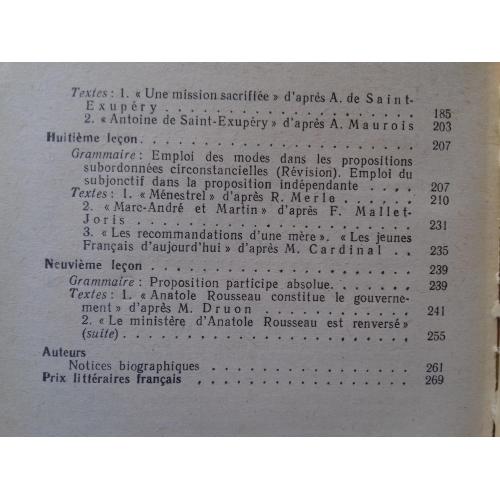 Textes: 1. « Une mission sacrifiée » d'après A. de Saint-
Exupéry . . . . . . . . . . . . . . . . 185
2. « Antoine de Saint-Exupéry » d'après A. Maurois 203
Huitième leçon. . . . . . . . . . . . . . . . . . 207
Grammaire: Emploi des modes dans les propositions
subordonnées circonstancielles (Révision). Emploi du
subjonctif dans la proposition indépendante . . . . 207
Textes: 1. « Ménestrel » d'après R. Merle . . . . . 210
2. « Marc-André et Martin » d'après F. Mallet-
Joris . . . . . . . . . . . . . . . . . 231
3. « Les recommandations d'une mère ». « Les jeunes
Français d'aujourd'hui » d'après M. Cardinal . . . 235
Neuvième leçon . . . . . . . . . . . . . . . . . 239
Grammaire: Proposition participe absolue. . . . . . 239
Textes: 1. « Anatole Rousseau constitue le gouverne-
ment » d'après M. Druon . . . . . . . . . . 241
2. « Le ministère d'Anatole Rousseau est renversé »
(suite). . . . . . . . . . . . . . . . . 255
Auteurs
Notices biographiques . . . . . . . . . . . . 261
Prix littéraires français . . . . . . . . . . . . 269